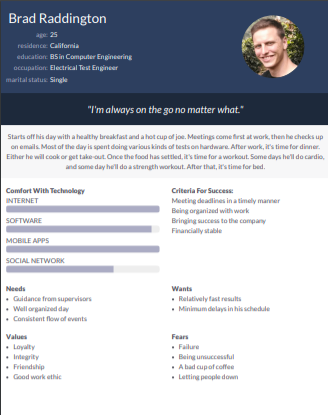 Brad Raddington
age: 25
residence: California
education: BS in Computer Engineering
occupation: Electrical Test Engineer
marital status: Single
"I'm always on the go no matter what."
Starts off his day with a healthy breakfast and a hot cup of joe. Meetings come first at work, then he checks up
on emails. Most of the day is spent doing various kinds of tests on hardware. After work, it's time for dinner.
Either he will cook or get take-out. Once the food has settled, it's time for a workout. Some days he'll do cardio,
and some day he'll do a strength workout. After that, it's time for bed.
Comfort With Technology
INTERNET
SOFTWARE
MOBILE APPS
SOCIAL NETWORK
Criteria For Success:
Meeting deadlines in a timely manner
Being organized with work
Bringing success to the company
Financially stable
Needs
• Guidance from supervisors
• Well organized day
• Consistent flow of events
Wants
• Relatively fast results
• Minimum delays in his schedule
Values
• Loyalty
• Integrity
• Friendship
• Good work ethic
Fears
• Failure
• Being unsuccessful
• A bad cup of coffee
• Letting people down